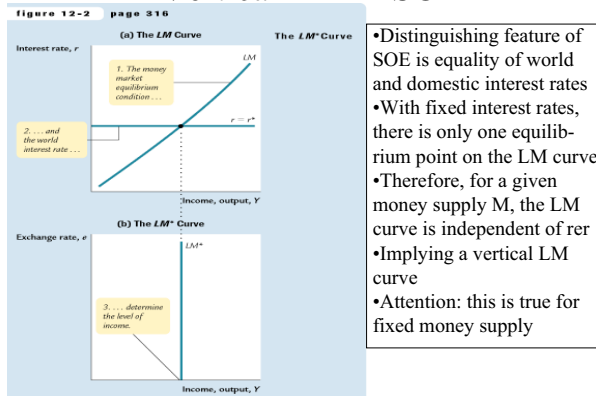 figure 12-2 page 316
(a) The LM Curve
The LM*Curve
Interest rate, r
LM
1. The money
market
equilibrium
condition . . .
r = r*
2. . . . and
the world
interest rate . . .
Income, output, Y
(b) The LM* Curve
Exchange rate, e
LM*
3. . . . determine
the level of
income.
Income, output, Y
•Distinguishing feature of
SOE is equality of world
and domestic interest rates
•With fixed interest rates,
there is only one equilib-
rium point on the LM curve
•Therefore, for a given
money supply M, the LM
curve is independent of rer
•Implying a vertical LM
curve
•Attention: this is true for
fixed money supply